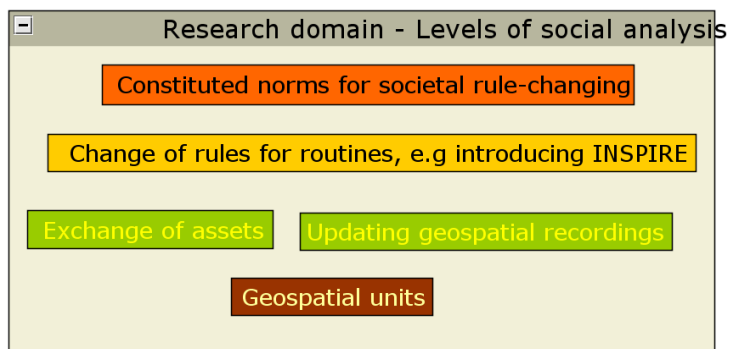 Research domain - Levels of social analysis
Constituted norms for societal rule-changing
Change of rules for routines, e.g introducing INSPIRE
Exchange of assets
Updating geospatial recordings
Geospatial units